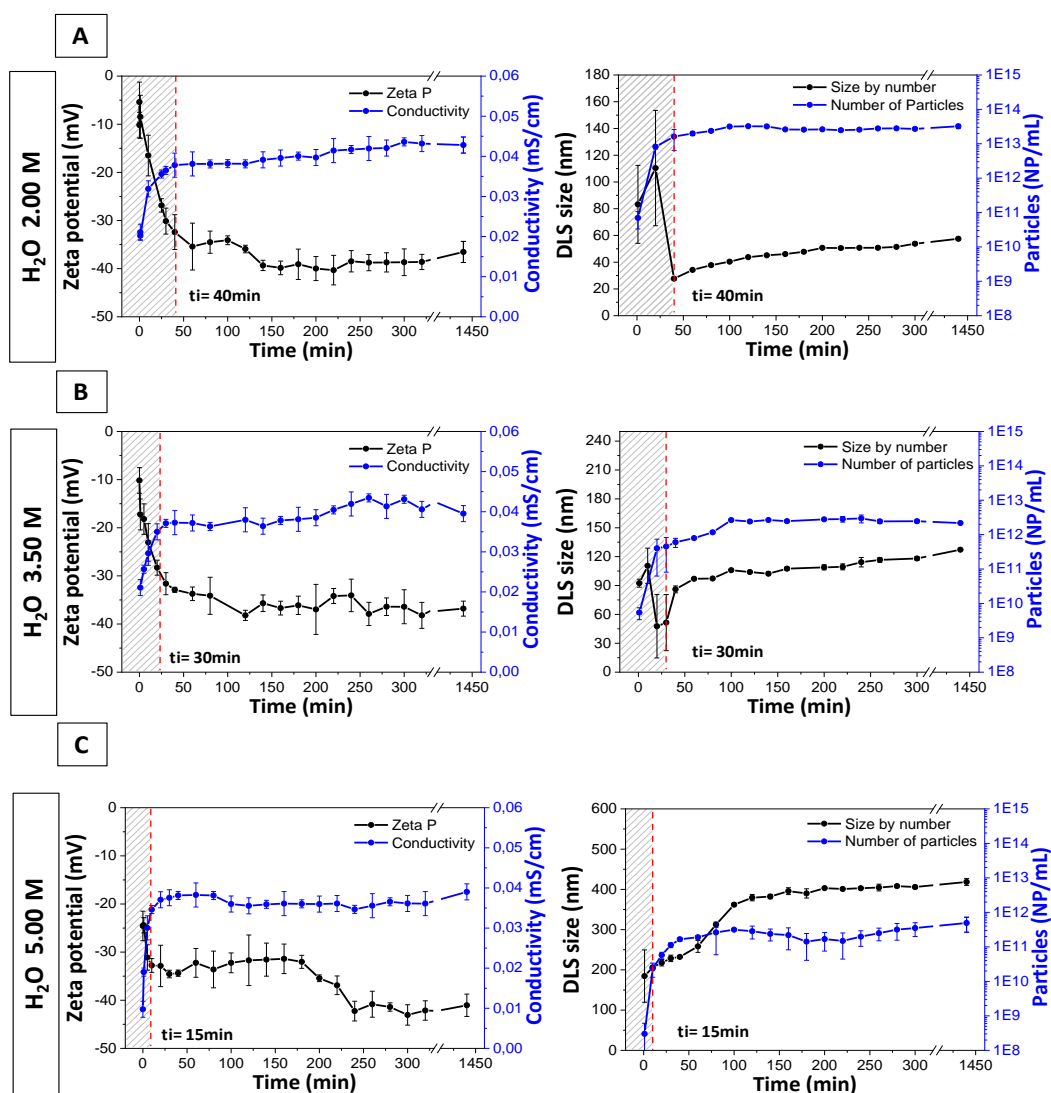 A
H₂O 2.00 M
Zeta potential (mV)
0
-10
-20
-30
-40
-50
Zeta P
Conductivity
ti= 40min
0 50 100 150 200 250 300 1450
Time (min)
0,06
0,05
0,04
0,03
0,02
0,01
0,00
Conductivity (mS/cm)
DLS size (nm)
180
160
140
120
100
80
60
40
20
0
Size by number
Number of Particles
ti= 40min
0 50 100 150 200 250 300 1450
Time (min)
1E15
1E14
1E13
1E12
1E11
1E10
1E9
1E8
Particles (NP/mL)
B
H₂O 3.50 M
Zeta potential (mV)
0
-10
-20
-30
-40
-50
Zeta P
Conductivity
ti= 30min
0 50 100 150 200 250 300 1450
Time (min)
0,06
0,05
0,04
0,03
0,02
0,01
0,00
Conductivity (mS/cm)
DLS size (nm)
240
210
180
150
120
90
60
30
0
Size by number
Number of particles
ti= 30min
0 50 100 150 200 250 300 1450
Time (min)
1E15
1E14
1E13
1E12
1E11
1E10
1E9
1E8
Particles (NP/mL)
C
H₂O 5.00 M
Zeta potential (mV)
0
-10
-20
-30
-40
-50
Zeta P
Conductivity
ti= 15min
0 50 100 150 200 250 300 1450
Time (min)
0,06
0,05
0,04
0,03
0,02
0,01
0,00
Conductivity (mS/cm)
DLS size (nm)
600
500
400
300
200
100
0
Size by number
Number of particles
ti= 15min
0 50 100 150 200 250 300 1450
Time (min)
1E15
1E14
1E13
1E12
1E11
1E10
1E9
1E8
Particles (NP/mL)